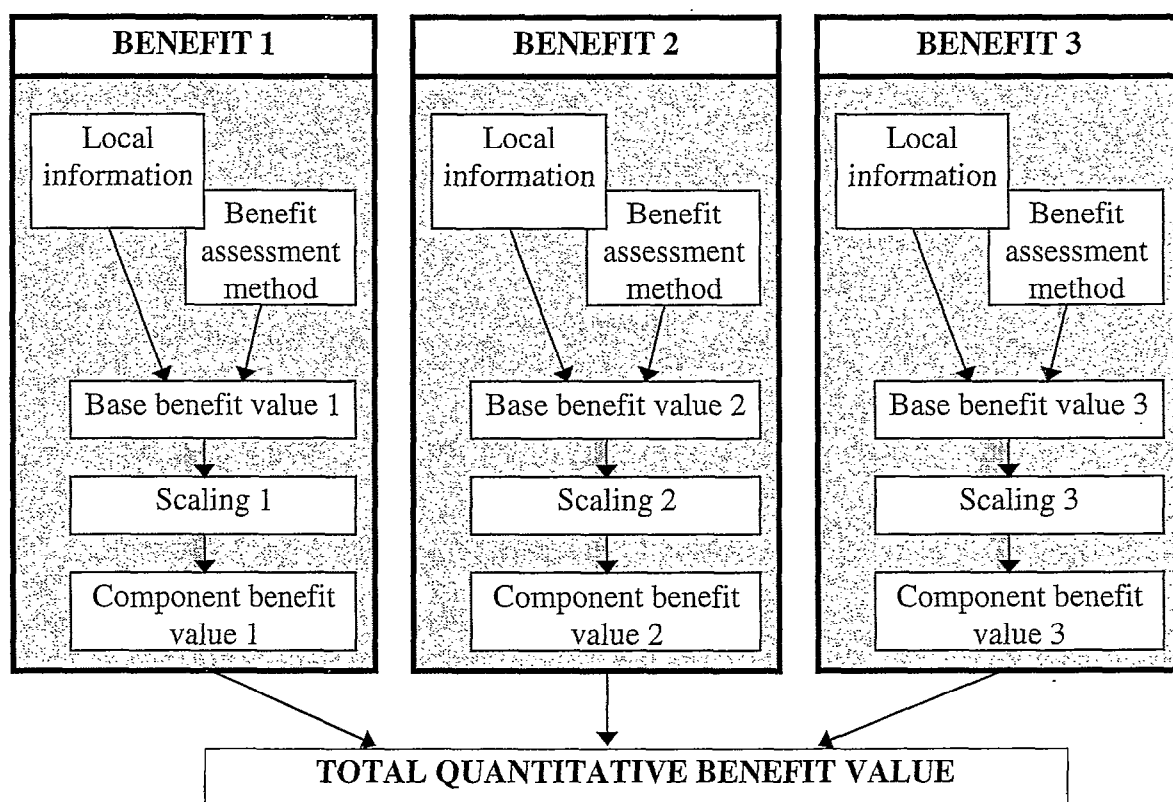 BENEFIT 1
Local
information
Benefit
assessment
method
Base benefit value 1
Scaling 1
Component benefit
value 1
BENEFIT 2
Local
information
Benefit
assessment
method
Base benefit value 2
Scaling 2
Component benefit
value 2
BENEFIT 3
Local
information
Benefit
assessment
method
Base benefit value 3
Scaling 3
Component benefit
value 3
TOTAL QUANTITATIVE BENEFIT VALUE